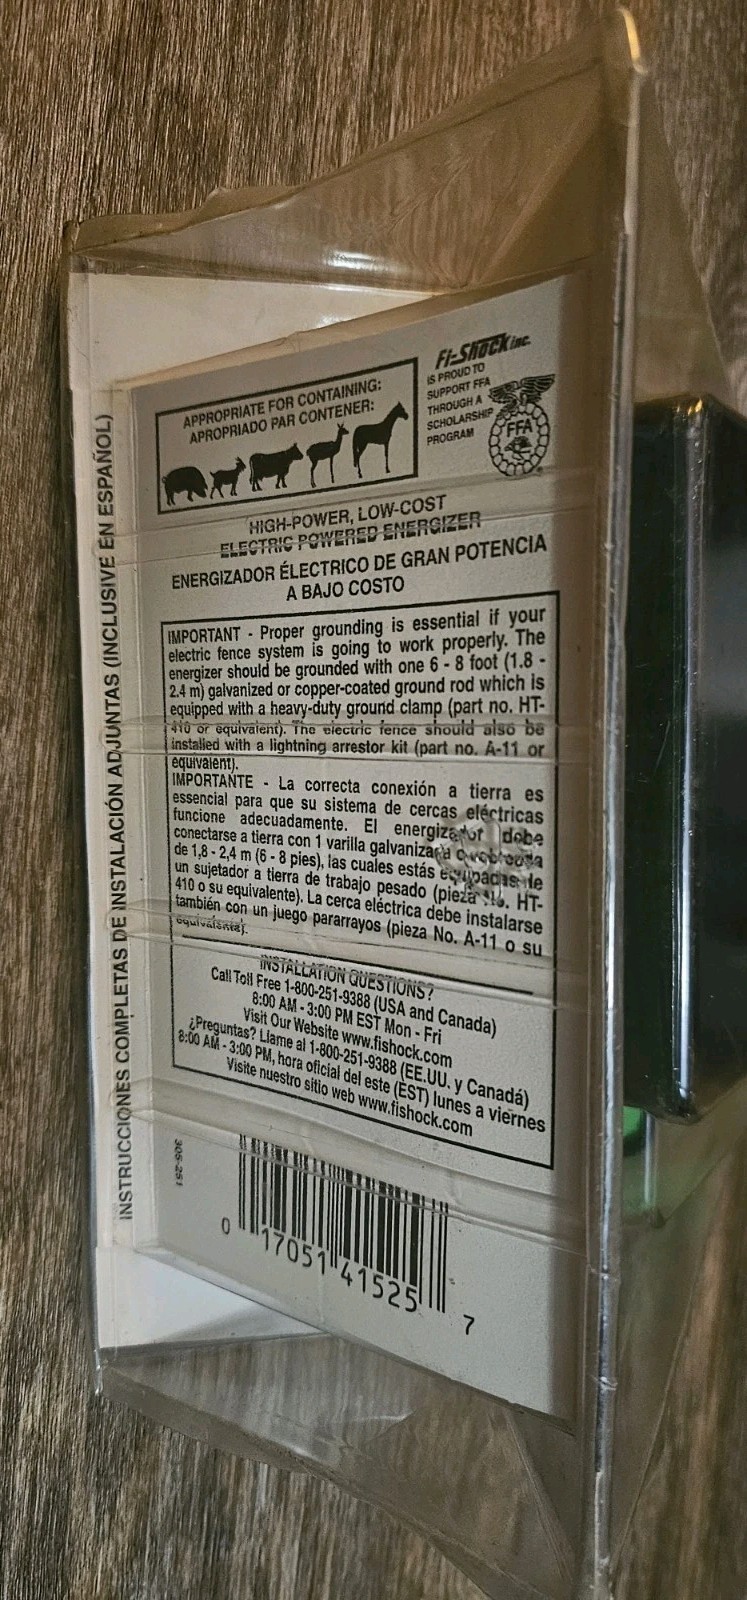 APPROPRIATE FOR CONTAINING:
APROPRIADO PAR CONTENER:
Fi-Shock inc.
IS PROUD TO
SUPPORT FFA
THROUGH A
SCHOLARSHIP
PROGRAM
FFA
HIGH-POWER, LOW-COST
ELECTRIC POWERED ENERGIZER
ENERGIZADOR ÉLECTRICO DE GRAN POTENCIA
A BAJO COSTO
IMPORTANT - Proper grounding is essential if your
electric fence system is going to work properly. The
energizer should be grounded with one 6 - 8 foot (1.8 -
2.4 m) galvanized or copper-coated ground rod which is
equipped with a heavy-duty ground clamp (part no. HT-
410 or equivalent). The electric fence should also be
installed with a lightning arrestor kit (part no. A-11 or
equivalent).
IMPORTANTE - La correcta conexión a tierra es
essencial para que su sistema de cercas eléctricas
funcione adecuadamente. El energizador debe
conectarse a tierra con 1 varilla galvanizada o
de 1,8 - 2,4 m (6 - 8 pies), las cuales estás equipadas de
un sujetador a tierra de trabajo pesado (pieza No. HT-
410 o su equivalente). La cerca eléctrica debe instalarse
también con un juego pararrayos (pieza No. A-11 o su
equivalente).
INSTALLATION QUESTIONS?
Call Toll Free 1-800-251-9388 (USA and Canada)
8:00 AM - 3:00 PM EST Mon - Fri
Visit Our Website www.fishock.com
¿Preguntas? Llame al 1-800-251-9388 (EE.UU. y Canadá)
8:00 AM - 3:00 PM, hora oficial del este (EST) lunes a viernes
Visite nuestro sitio web www.fishock.com
305-251
0 17051 41525 7
INSTRUCCIONES COMPLETAS DE INSTALACIÓN ADJUNTAS (INCLUSIVE EN ESPAÑOL)